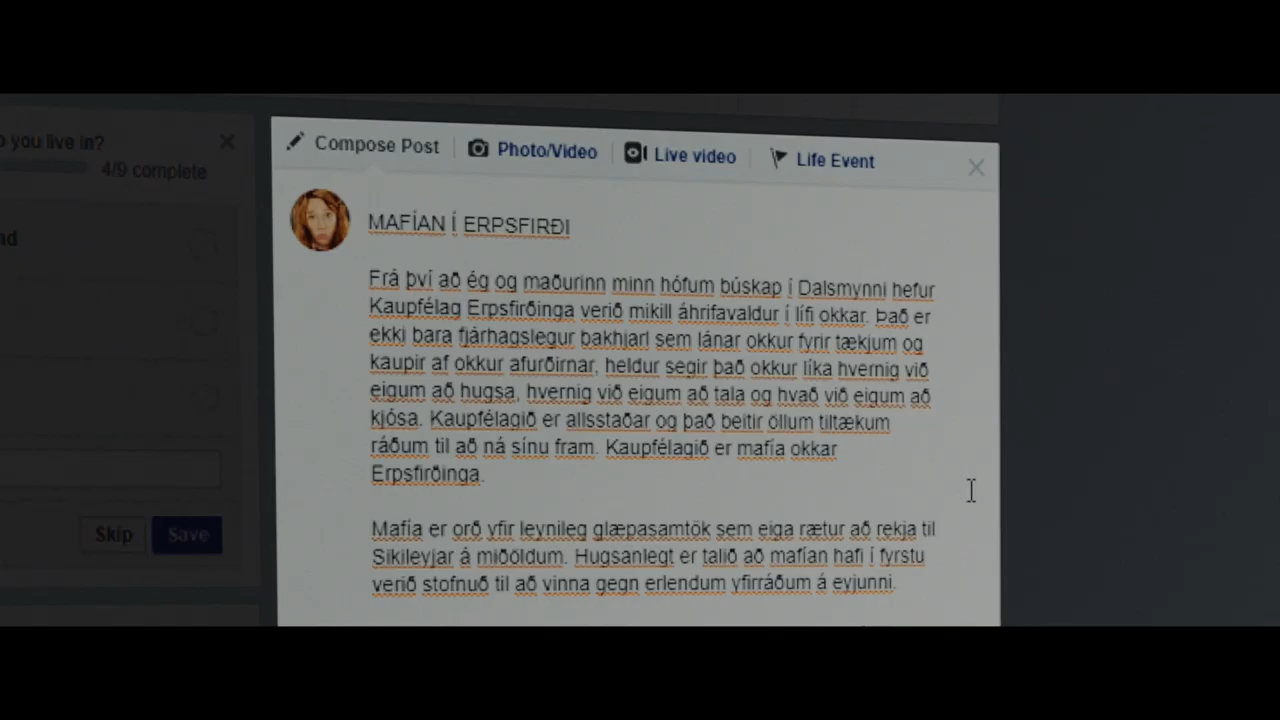 o you live in?
4/9 complete
nd
Skip
Save
Compose Post
Photo/Video
Live video
Life Event
MAFÍAN Í ERPSFIRÐI
Frá því að ég og maðurinn minn hófum búskap í Dalsmynni hefur
Kaupfélag Erpsfirðinga verið mikill áhrifavaldur í lífi okkar. Það er
ekki bara fjárhagslegur bakhjarl sem lánar okkur fyrir tækjum og
kaupir af okkur afurðirnar, heldur segir það okkur líka hvernig við
eigum að hugsa, hvernig við eigum að tala og hvað við eigum að
kjósa. Kaupfélagið er allsstaðar og það beitir öllum tiltækum
ráðum til að ná sínu fram. Kaupfélagið er mafía okkar
Erpsfirðinga.
Mafía er orð yfir leynileg glæpasamtök sem eiga rætur að rekja til
Sikileyjar á miðöldum. Hugsanlegt er talið að mafían hafi í fyrstu
verið stofnuð til að vinna gegn erlendum yfirráðum á eyjunni.